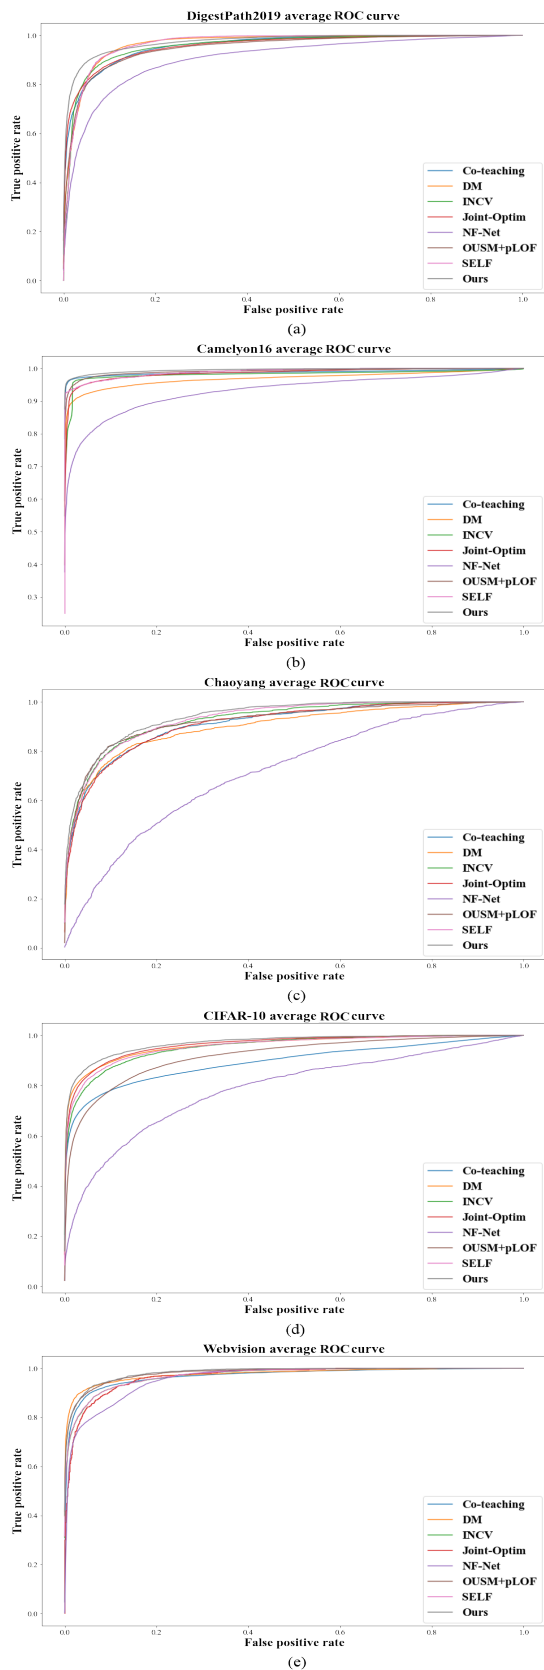 DigestPath2019 average ROC curve
1.0
0.8
0.6
0.4
0.2
0.0
True positive rate
Co-teaching
DM
INCV
Joint-Optim
NF-Net
OUSM+pLOF
SELF
Ours
0.0 0.2 0.4 0.6 0.8 1.0
False positive rate
(a)
Camelyon16 average ROC curve
1.0
0.9
0.8
0.7
0.6
0.5
0.4
0.3
True positive rate
Co-teaching
DM
INCV
Joint-Optim
NF-Net
OUSM+pLOF
SELF
Ours
0.0 0.2 0.4 0.6 0.8 1.0
False positive rate
(b)
Chaoyang average ROC curve
1.0
0.8
0.6
0.4
0.2
0.0
True positive rate
Co-teaching
DM
INCV
Joint-Optim
NF-Net
OUSM+pLOF
SELF
Ours
0.0 0.2 0.4 0.6 0.8 1.0
False positive rate
(c)
CIFAR-10 average ROC curve
1.0
0.8
0.6
0.4
0.2
0.0
True positive rate
Co-teaching
DM
INCV
Joint-Optim
NF-Net
OUSM+pLOF
SELF
Ours
0.0 0.2 0.4 0.6 0.8 1.0
False positive rate
(d)
Webvision average ROC curve
1.0
0.8
0.6
0.4
0.2
0.0
True positive rate
Co-teaching
DM
INCV
Joint-Optim
NF-Net
OUSM+pLOF
SELF
Ours
0.0 0.2 0.4 0.6 0.8 1.0
False positive rate
(e)